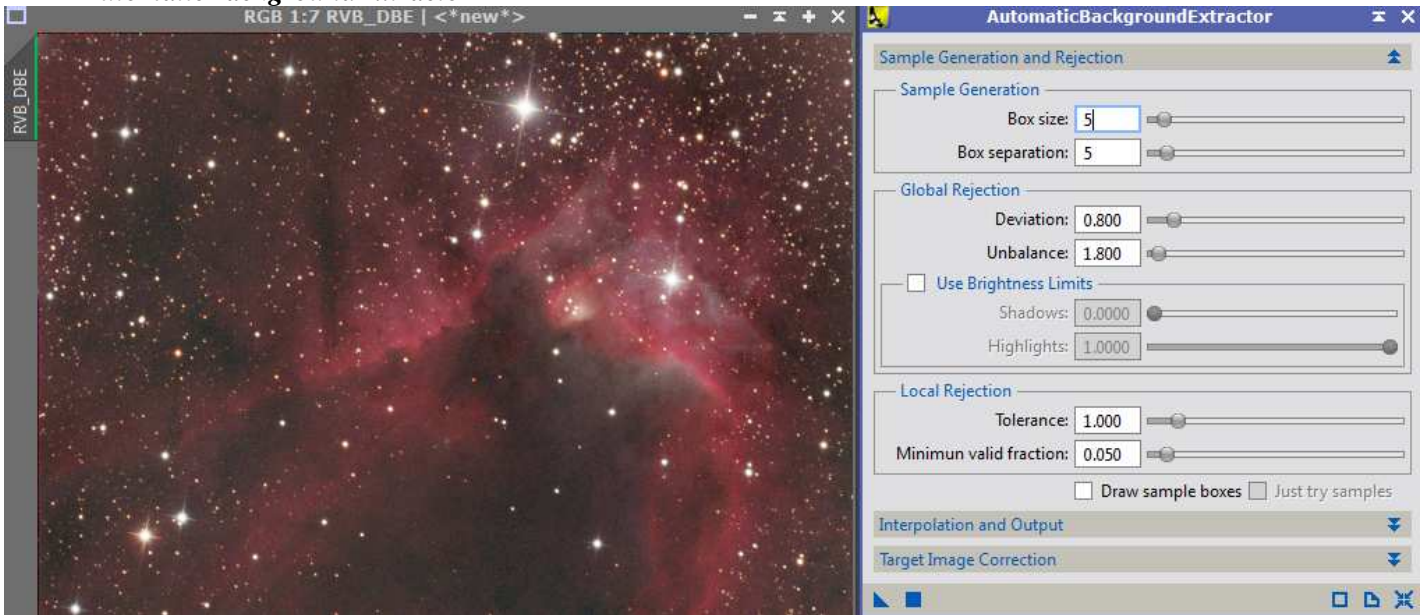 RGB 1:7 RVB_DBE | <*new*>
RVB_DBE
AutomaticBackgroundExtractor
Sample Generation and Rejection
Sample Generation
Box size: 5
Box separation: 5
Global Rejection
Deviation: 0.800
Unbalance: 1.800
Use Brightness Limits
Shadows: 0.0000
Highlights: 1.0000
Local Rejection
Tolerance: 1.000
Minimun valid fraction: 0.050
Draw sample boxes Just try samples
Interpolation and Output
Target Image Correction